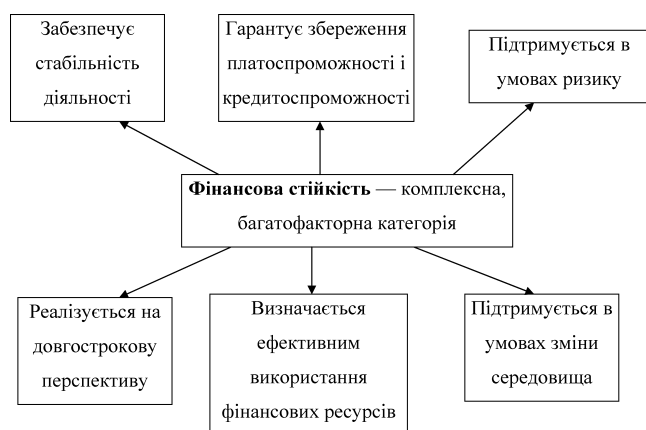 Забезпечує
стабільність
діяльності
Гарантує збереження
платоспроможності і
кредитоспроможності
Підтримується в
умовах ризику
Фінансова стійкість — комплексна,
багатофакторна категорія
Реалізується на
довгострокову
перспективу
Визначається
ефективним
використання
фінансових ресурсів
Підтримується в
умовах зміни
середовища